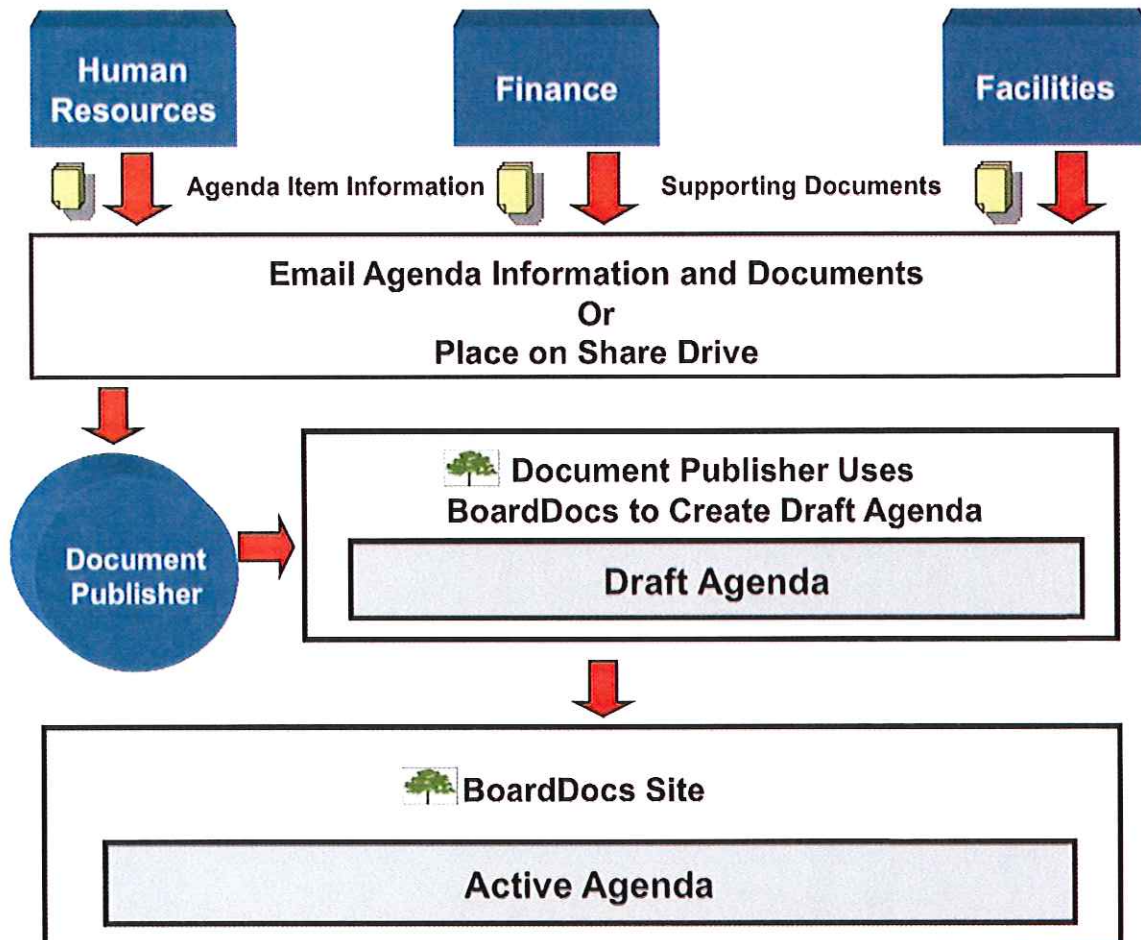 Human
Resources
Finance
Facilities
Agenda Item Information
Supporting Documents
Email Agenda Information and Documents
Or
Place on Share Drive
Document
Publisher
Document Publisher Uses
BoardDocs to Create Draft Agenda
Draft Agenda
BoardDocs Site
Active Agenda